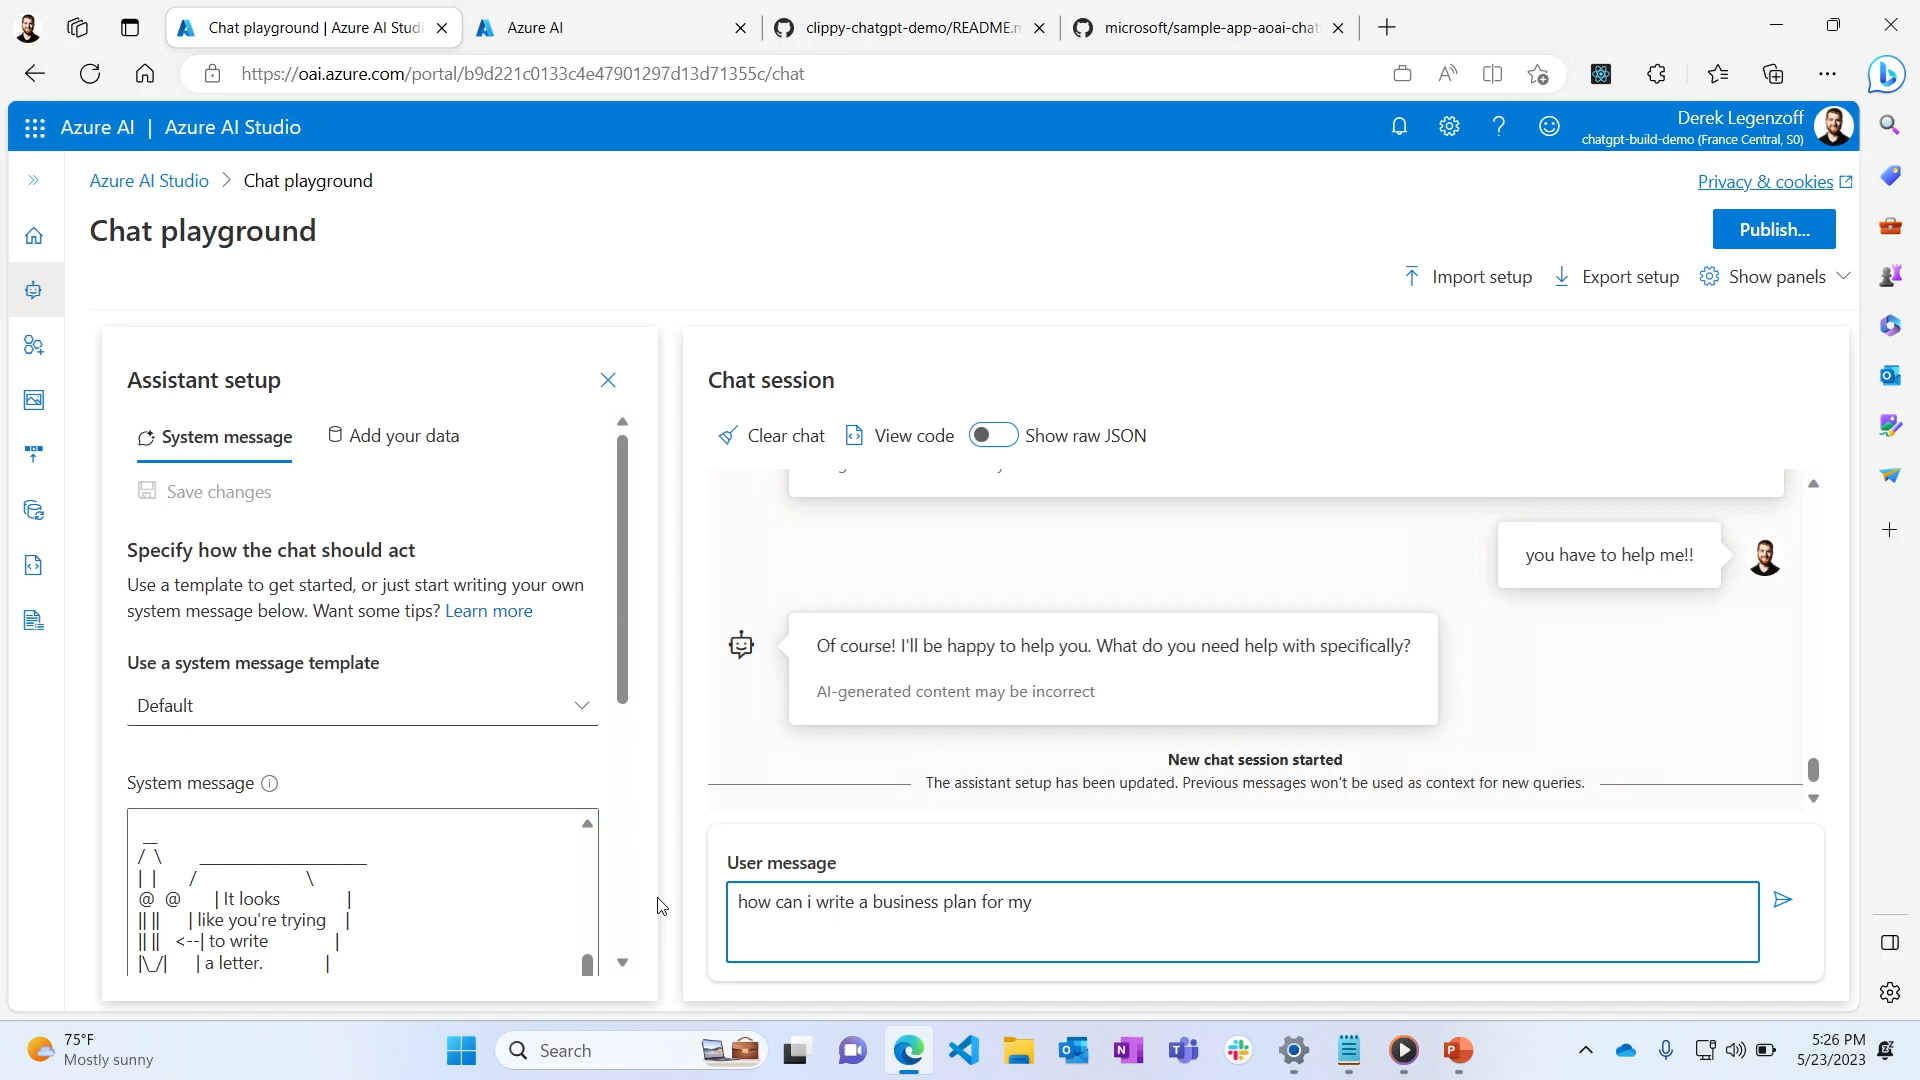 Chat playground | Azure AI Studi
Azure AI
clippy-chatgpt-demo/README.m
microsoft/sample-app-aoai-chat
https://oai.azure.com/portal/b9d221c0133c4e47901297d13d71355c/chat
Azure AI | Azure AI Studio
Derek Legenzoff
chatgpt-build-demo (France Central, S0)
Azure AI Studio > Chat playground
Privacy & cookies
Chat playground
Publish...
Import setup
Export setup
Show panels
Assistant setup
System message
Add your data
Save changes
Specify how the chat should act
Use a template to get started, or just start writing your own
system message below. Want some tips? Learn more
Use a system message template
Default
System message
__
/ \ ___________________
| | / \
@ @ | It looks |
|| || | like you're trying |
|| || <--| to write |
|\_/| | a letter. |
Chat session
Clear chat
View code
Show raw JSON
you have to help me!!
Of course! I'll be happy to help you. What do you need help with specifically?
AI-generated content may be incorrect
New chat session started
The assistant setup has been updated. Previous messages won't be used as context for new queries.
User message
how can i write a business plan for my
75°F
Mostly sunny
Search
5:26 PM
5/23/2023